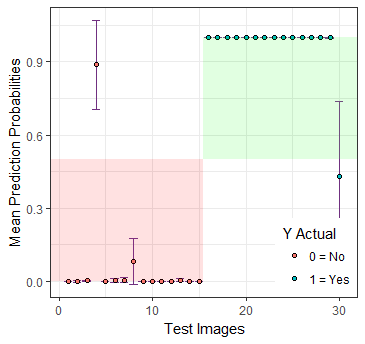 Mean Prediction Probabilities
0.9
0.6
0.3
0.0
Y Actual
0 = No
1 = Yes
0 10 20 30
Test Images